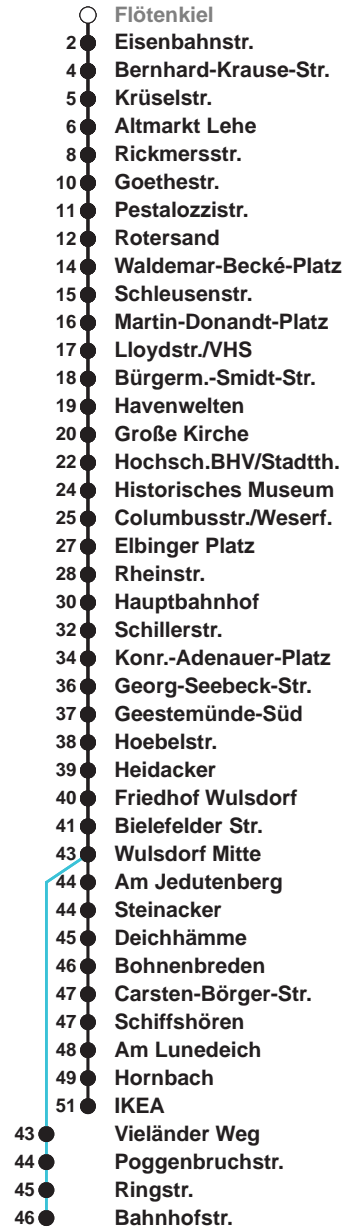 Flötenkiel
2 Eisenbahnstr.
4 Bernhard-Krause-Str.
5 Krüselstr.
6 Altmarkt Lehe
8 Rickmersstr.
10 Goethestr.
11 Pestalozzistr.
12 Rotersand
14 Waldemar-Becké-Platz
15 Schleusenstr.
16 Martin-Donandt-Platz
17 Lloydstr./VHS
18 Bürgerm.-Smidt-Str.
19 Havenwelten
20 Große Kirche
22 Hochsch.BHV/Stadtth.
24 Historisches Museum
25 Columbusstr./Weserf.
27 Elbinger Platz
28 Rheinstr.
30 Hauptbahnhof
32 Schillerstr.
34 Konr.-Adenauer-Platz
36 Georg-Seebeck-Str.
37 Geestemünde-Süd
38 Hoebelstr.
39 Heidacker
40 Friedhof Wulsdorf
41 Bielefelder Str.
43 Wulsdorf Mitte
44 Am Jedutenberg
44 Steinacker
45 Deichhämme
46 Bohnenbreden
47 Carsten-Börger-Str.
47 Schiffshören
48 Am Lunedeich
49 Hornbach
51 IKEA
43 Vieländer Weg
44 Poggenbruchstr.
45 Ringstr.
46 Bahnhofstr.